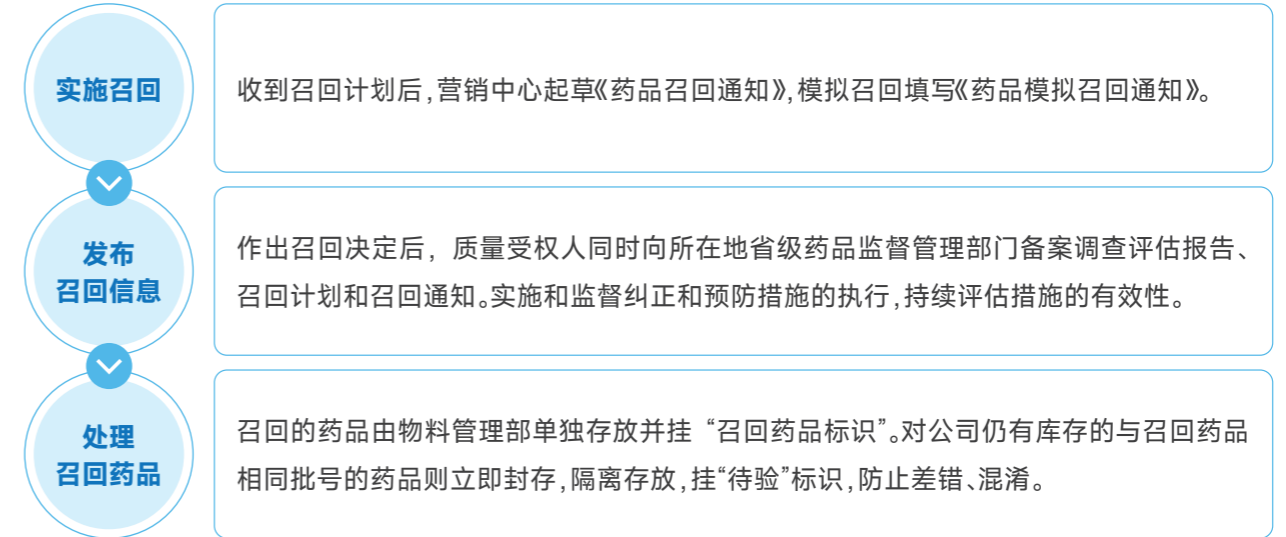 实施召回
收到召回计划后,营销中心起草《药品召回通知》,模拟召回填写《药品模拟召回通知》。
发布
召回信息
作出召回决定后，质量受权人同时向所在地省级药品监督管理部门备案调查评估报告、
召回计划和召回通知。实施和监督纠正和预防措施的执行,持续评估措施的有效性。
处理
召回药品
召回的药品由物料管理部单独存放并挂“召回药品标识”。对公司仍有库存的与召回药品
相同批号的药品则立即封存,隔离存放,挂“待验”标识,防止差错、混淆。